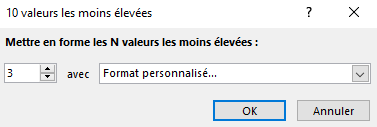 10 valeurs les moins élevées ? ×
Mettre en forme les N valeurs les moins élevées :
3 avec Format personnalisé...
OK Annuler